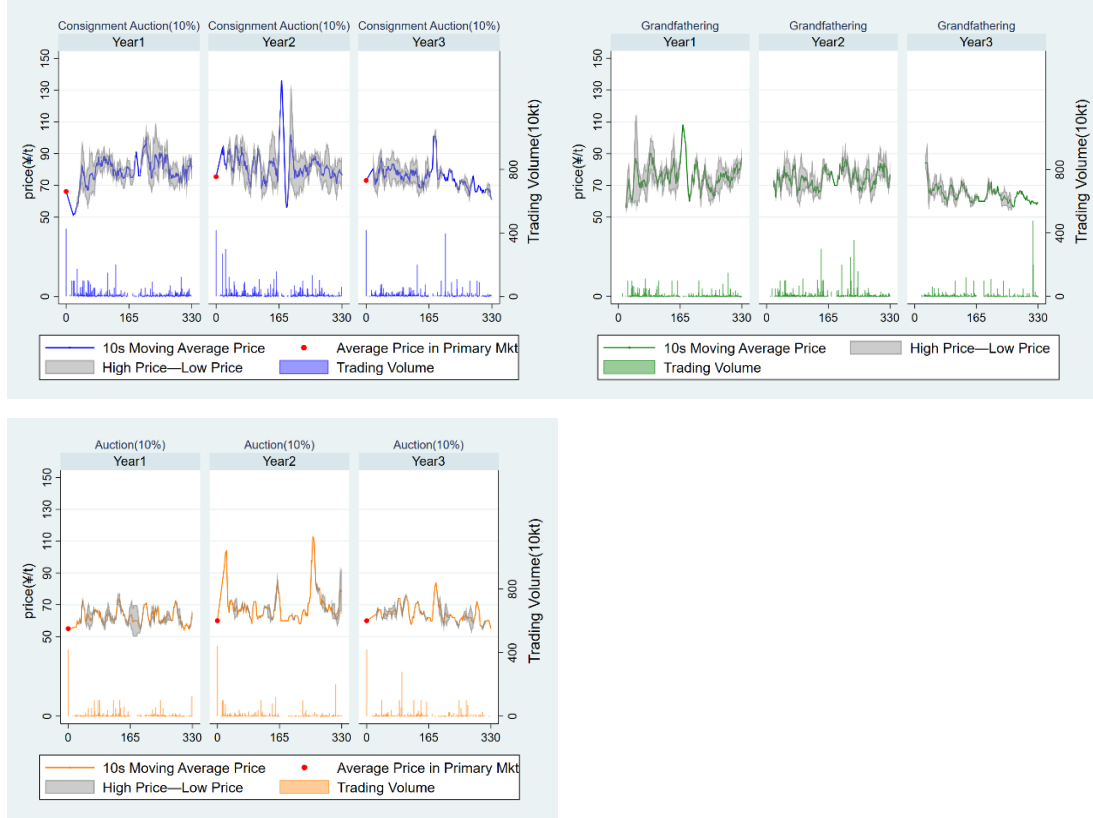 Consignment Auction(10%) Consignment Auction(10%) Consignment Auction(10%)
Year1 Year2 Year3
150
130
110
90
70
50
0
price(¥/t)
800
400
0
Trading Volume(10kt)
0 165 330 0 165 330 0 165 330
10s Moving Average Price Average Price in Primary Mkt
High Price—Low Price Trading Volume
Grandfathering Grandfathering Grandfathering
Year1 Year2 Year3
150
130
110
90
70
50
0
price(¥/t)
800
400
0
Trading Volume(10kt)
0 165 330 0 165 330 0 165 330
10s Moving Average Price High Price—Low Price
Trading Volume
Auction(10%) Auction(10%) Auction(10%)
Year1 Year2 Year3
150
130
110
90
70
50
0
price(¥/t)
800
400
0
Trading Volume(10kt)
0 165 330 0 165 330 0 165 330
10s Moving Average Price Average Price in Primary Mkt
High Price—Low Price Trading Volume